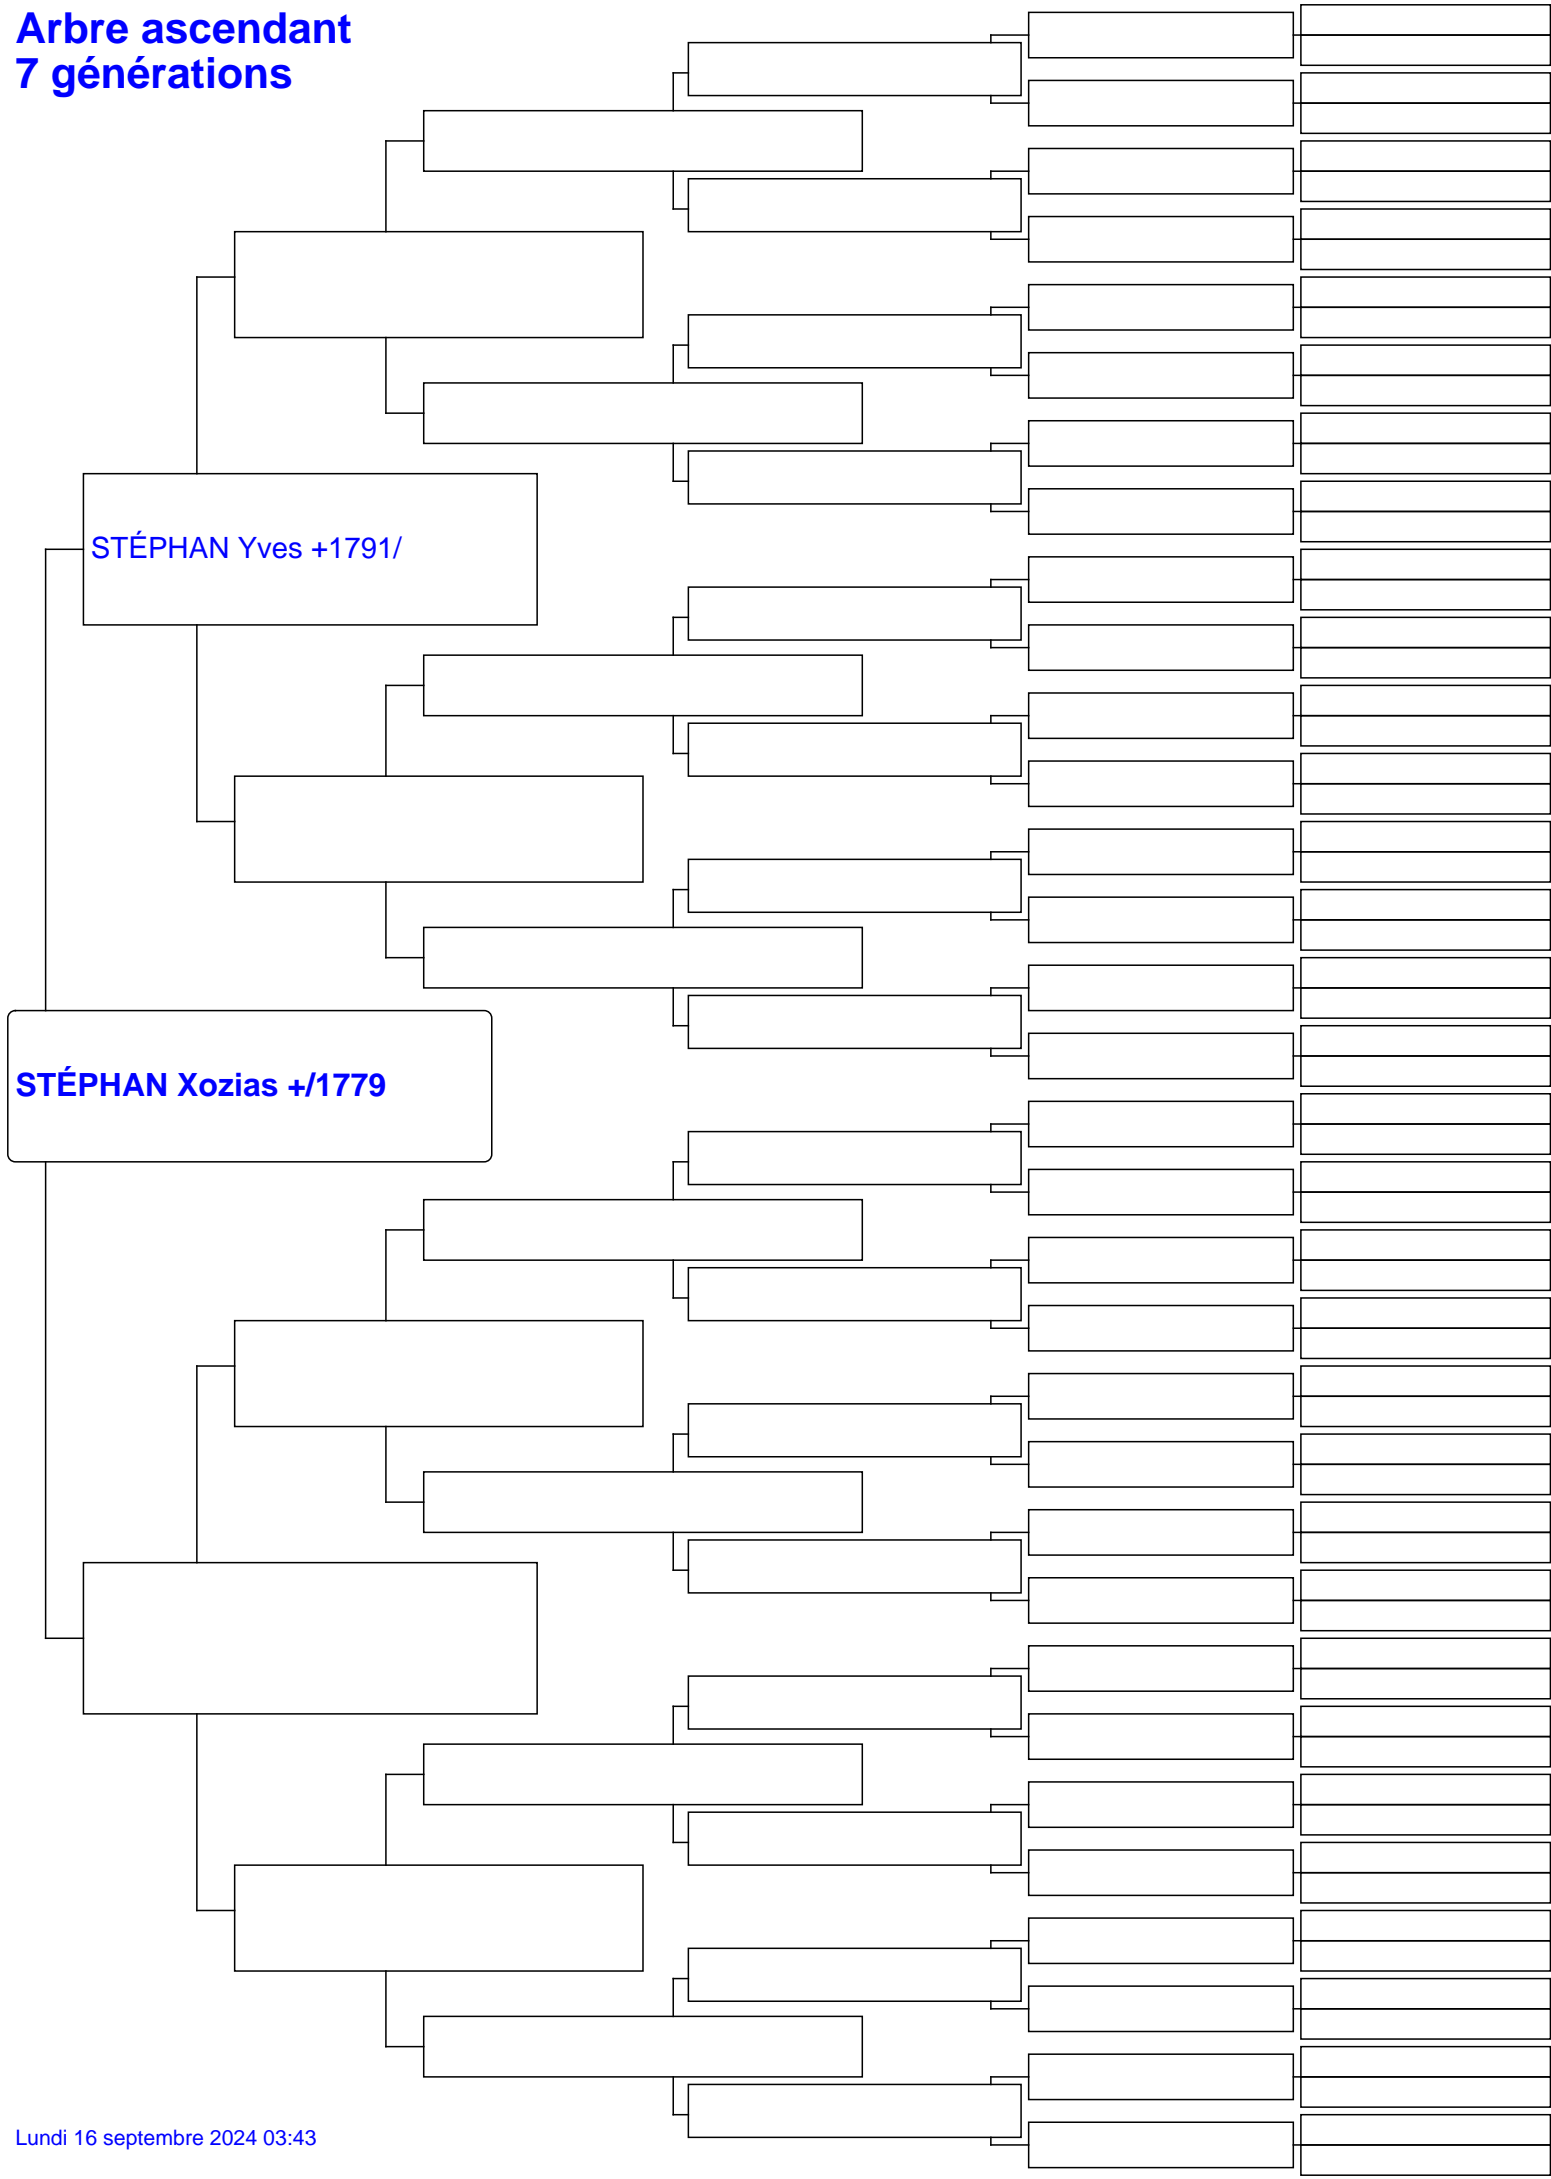 Arbre ascendant
7 générations
STÉPHAN Yves +1791/
STÉPHAN Xozias +/1779
Lundi 16 septembre 2024 03:43